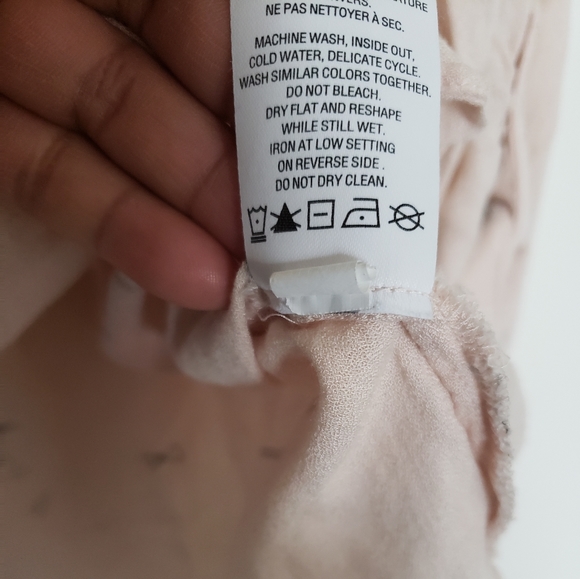 NE PAS NETTOYER À SEC.
MACHINE WASH, INSIDE OUT,
COLD WATER, DELICATE CYCLE.
WASH SIMILAR COLORS TOGETHER.
DO NOT BLEACH.
DRY FLAT AND RESHAPE
WHILE STILL WET.
IRON AT LOW SETTING
ON REVERSE SIDE .
DO NOT DRY CLEAN.